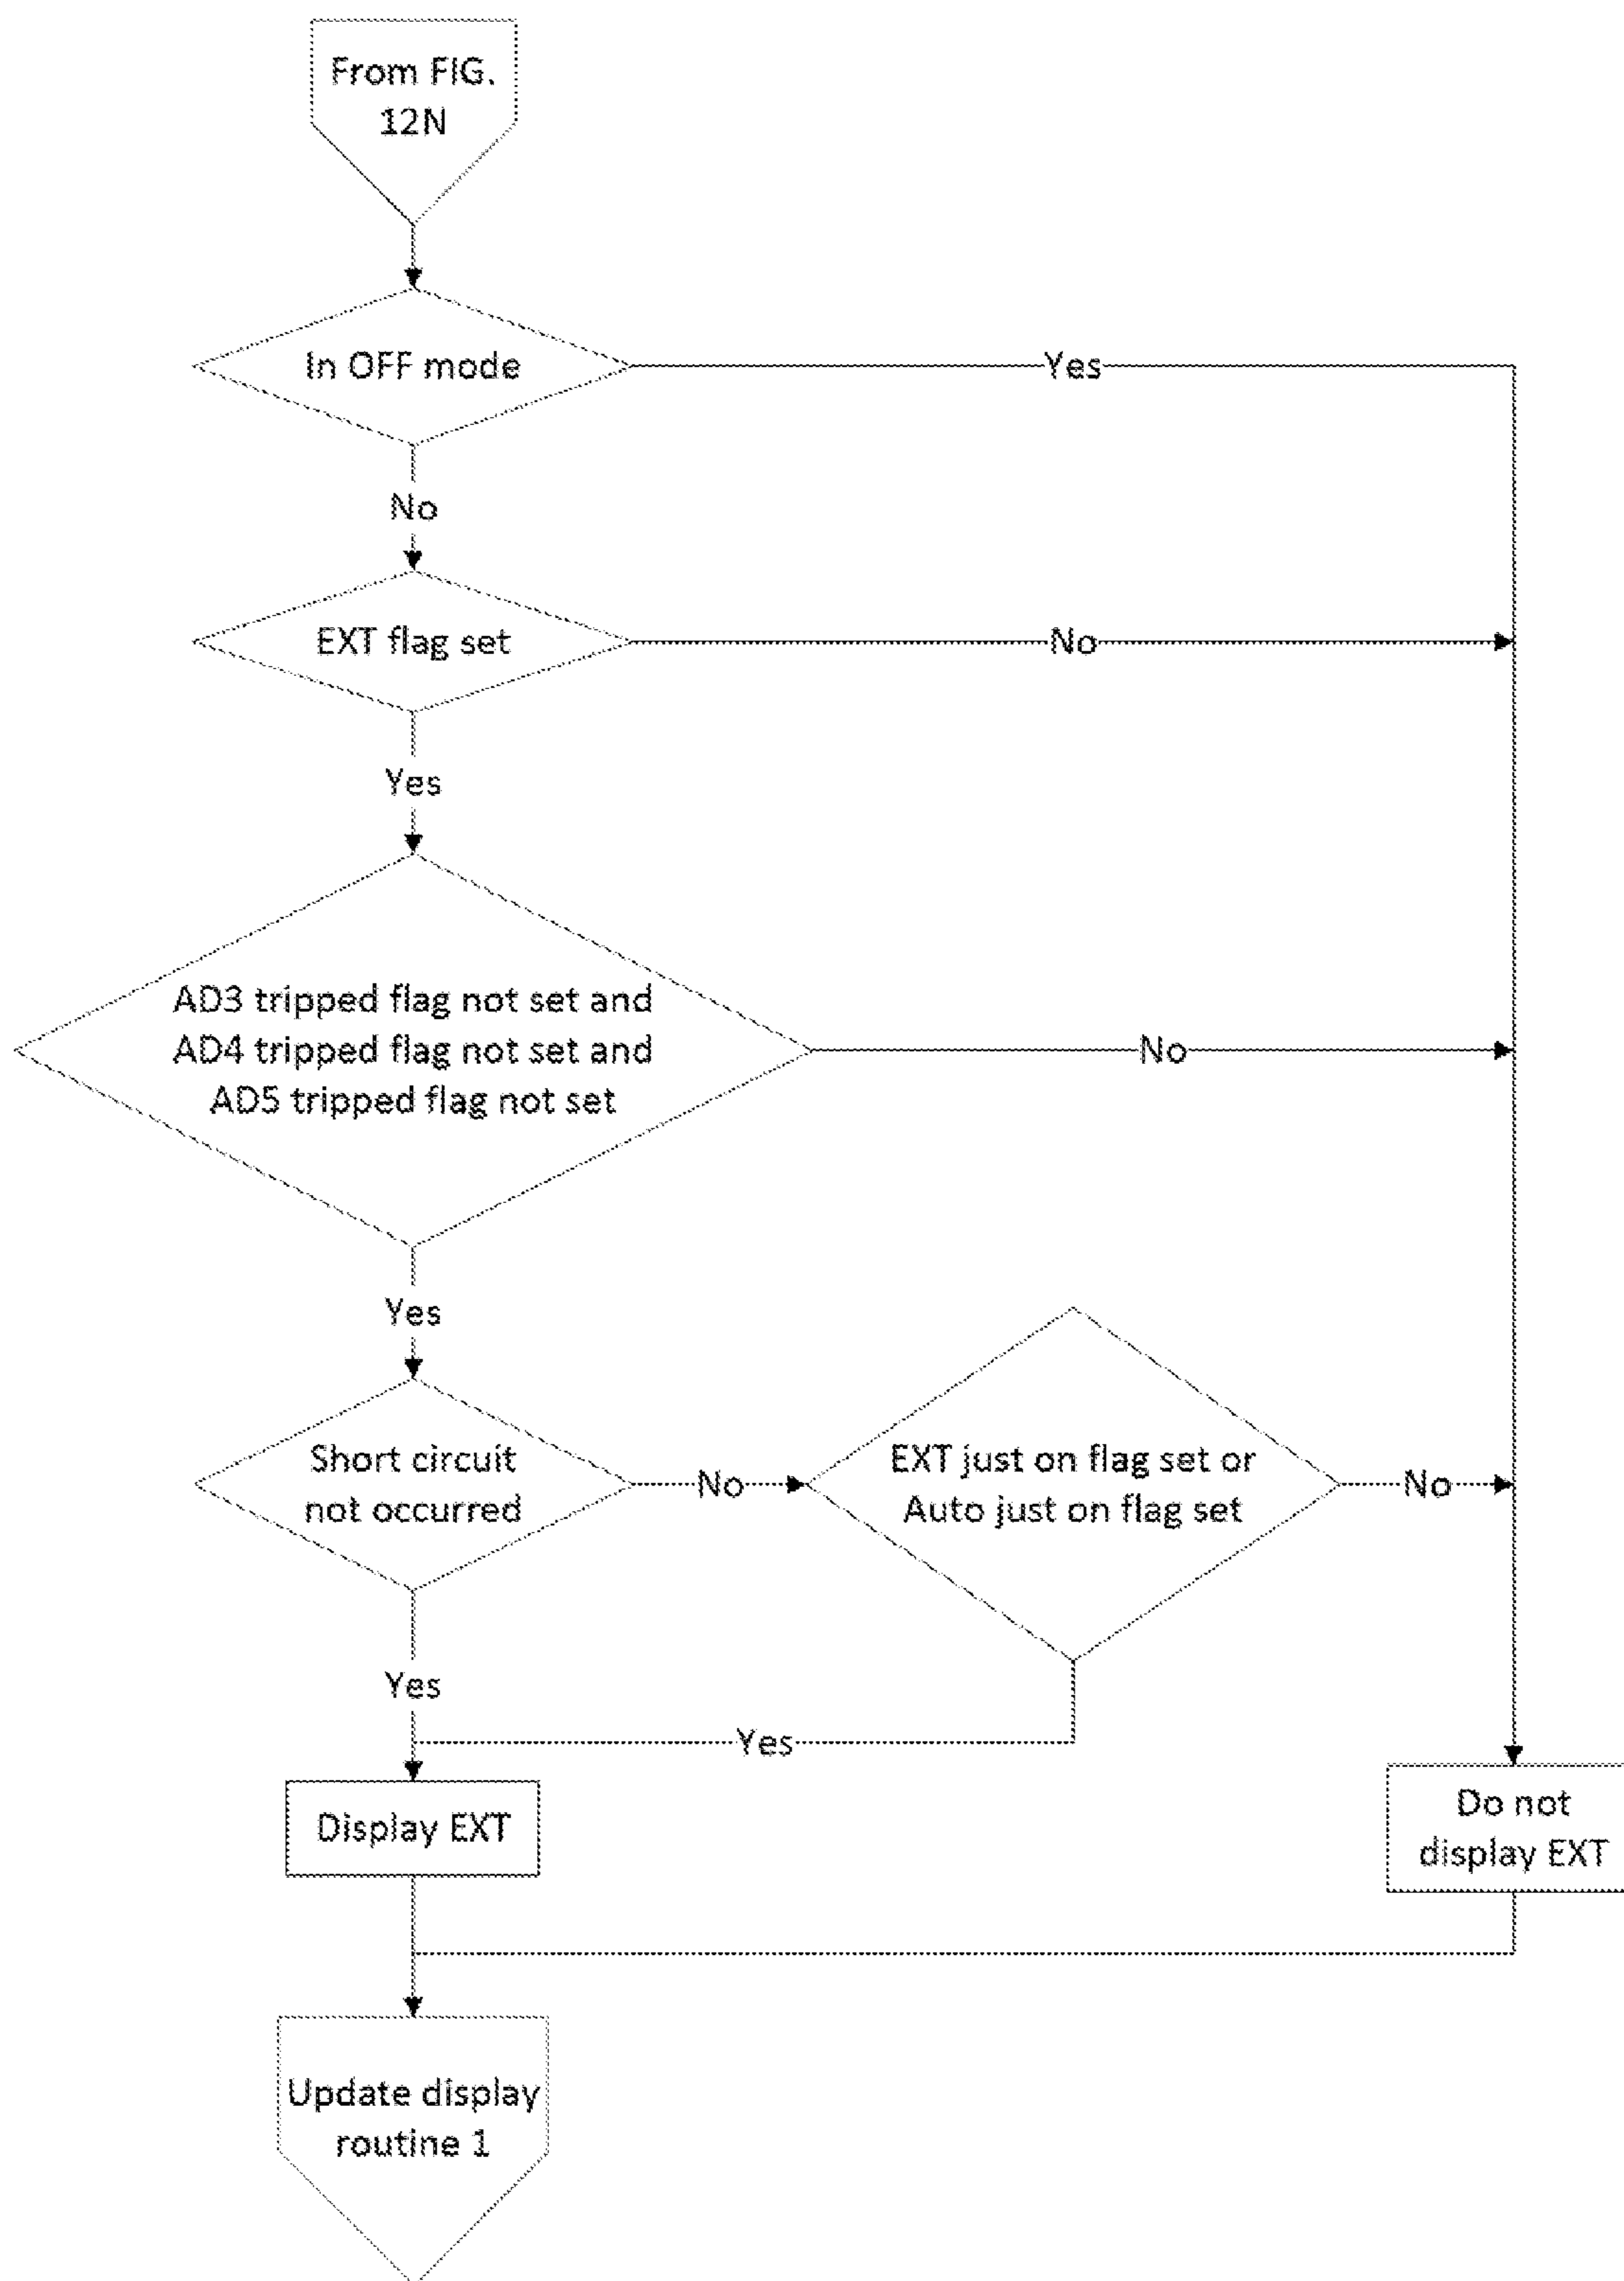 From FIG.
12N
In OFF mode
Yes
No
EXT flag set
No
Yes
AD3 tripped flag not set and
AD4 tripped flag not set and
AD5 tripped flag not set
No
Yes
Short circuit
not occurred
No
EXT just on flag set or
Auto just on flag set
No
Yes
Yes
Display EXT
Do not
display EXT
Update display
routine 1